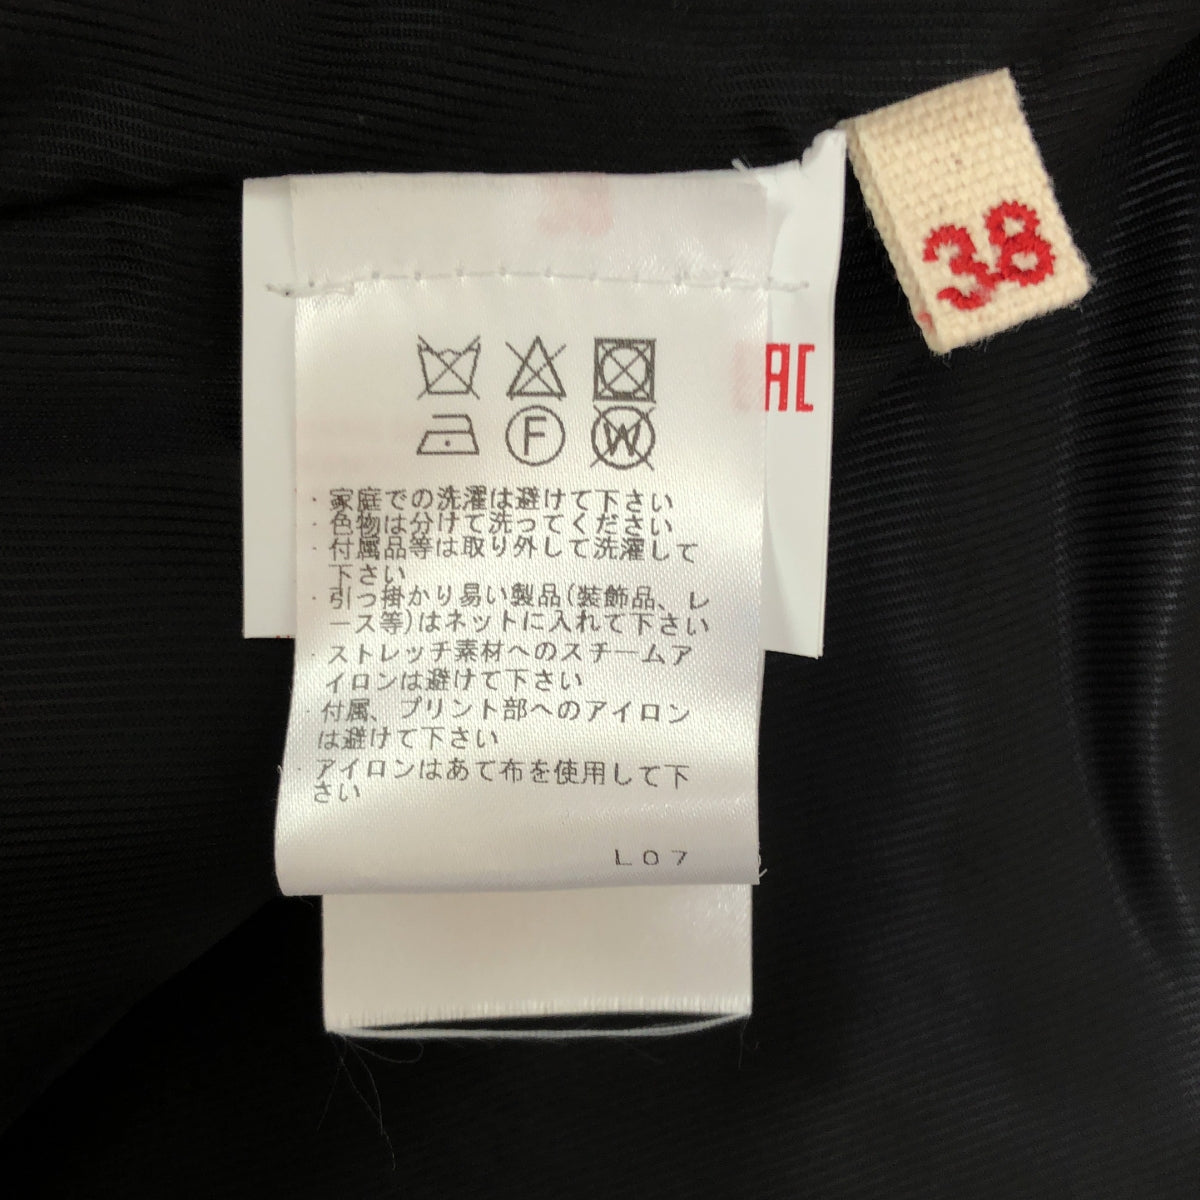 38
AC
F
W
・家庭での洗濯は避けて下さい
・色物は分けて洗ってください
・付属品等は取り外して洗濯して
下さい
・引っ掛かり易い製品(装飾品、レ
ース等)はネットに入れて下さい
・ストレッチ素材へのスチームア
イロンは避けて下さい
・付属、プリント部へのアイロン
は避けて下さい
・アイロンはあて布を使用して下
さい
L07